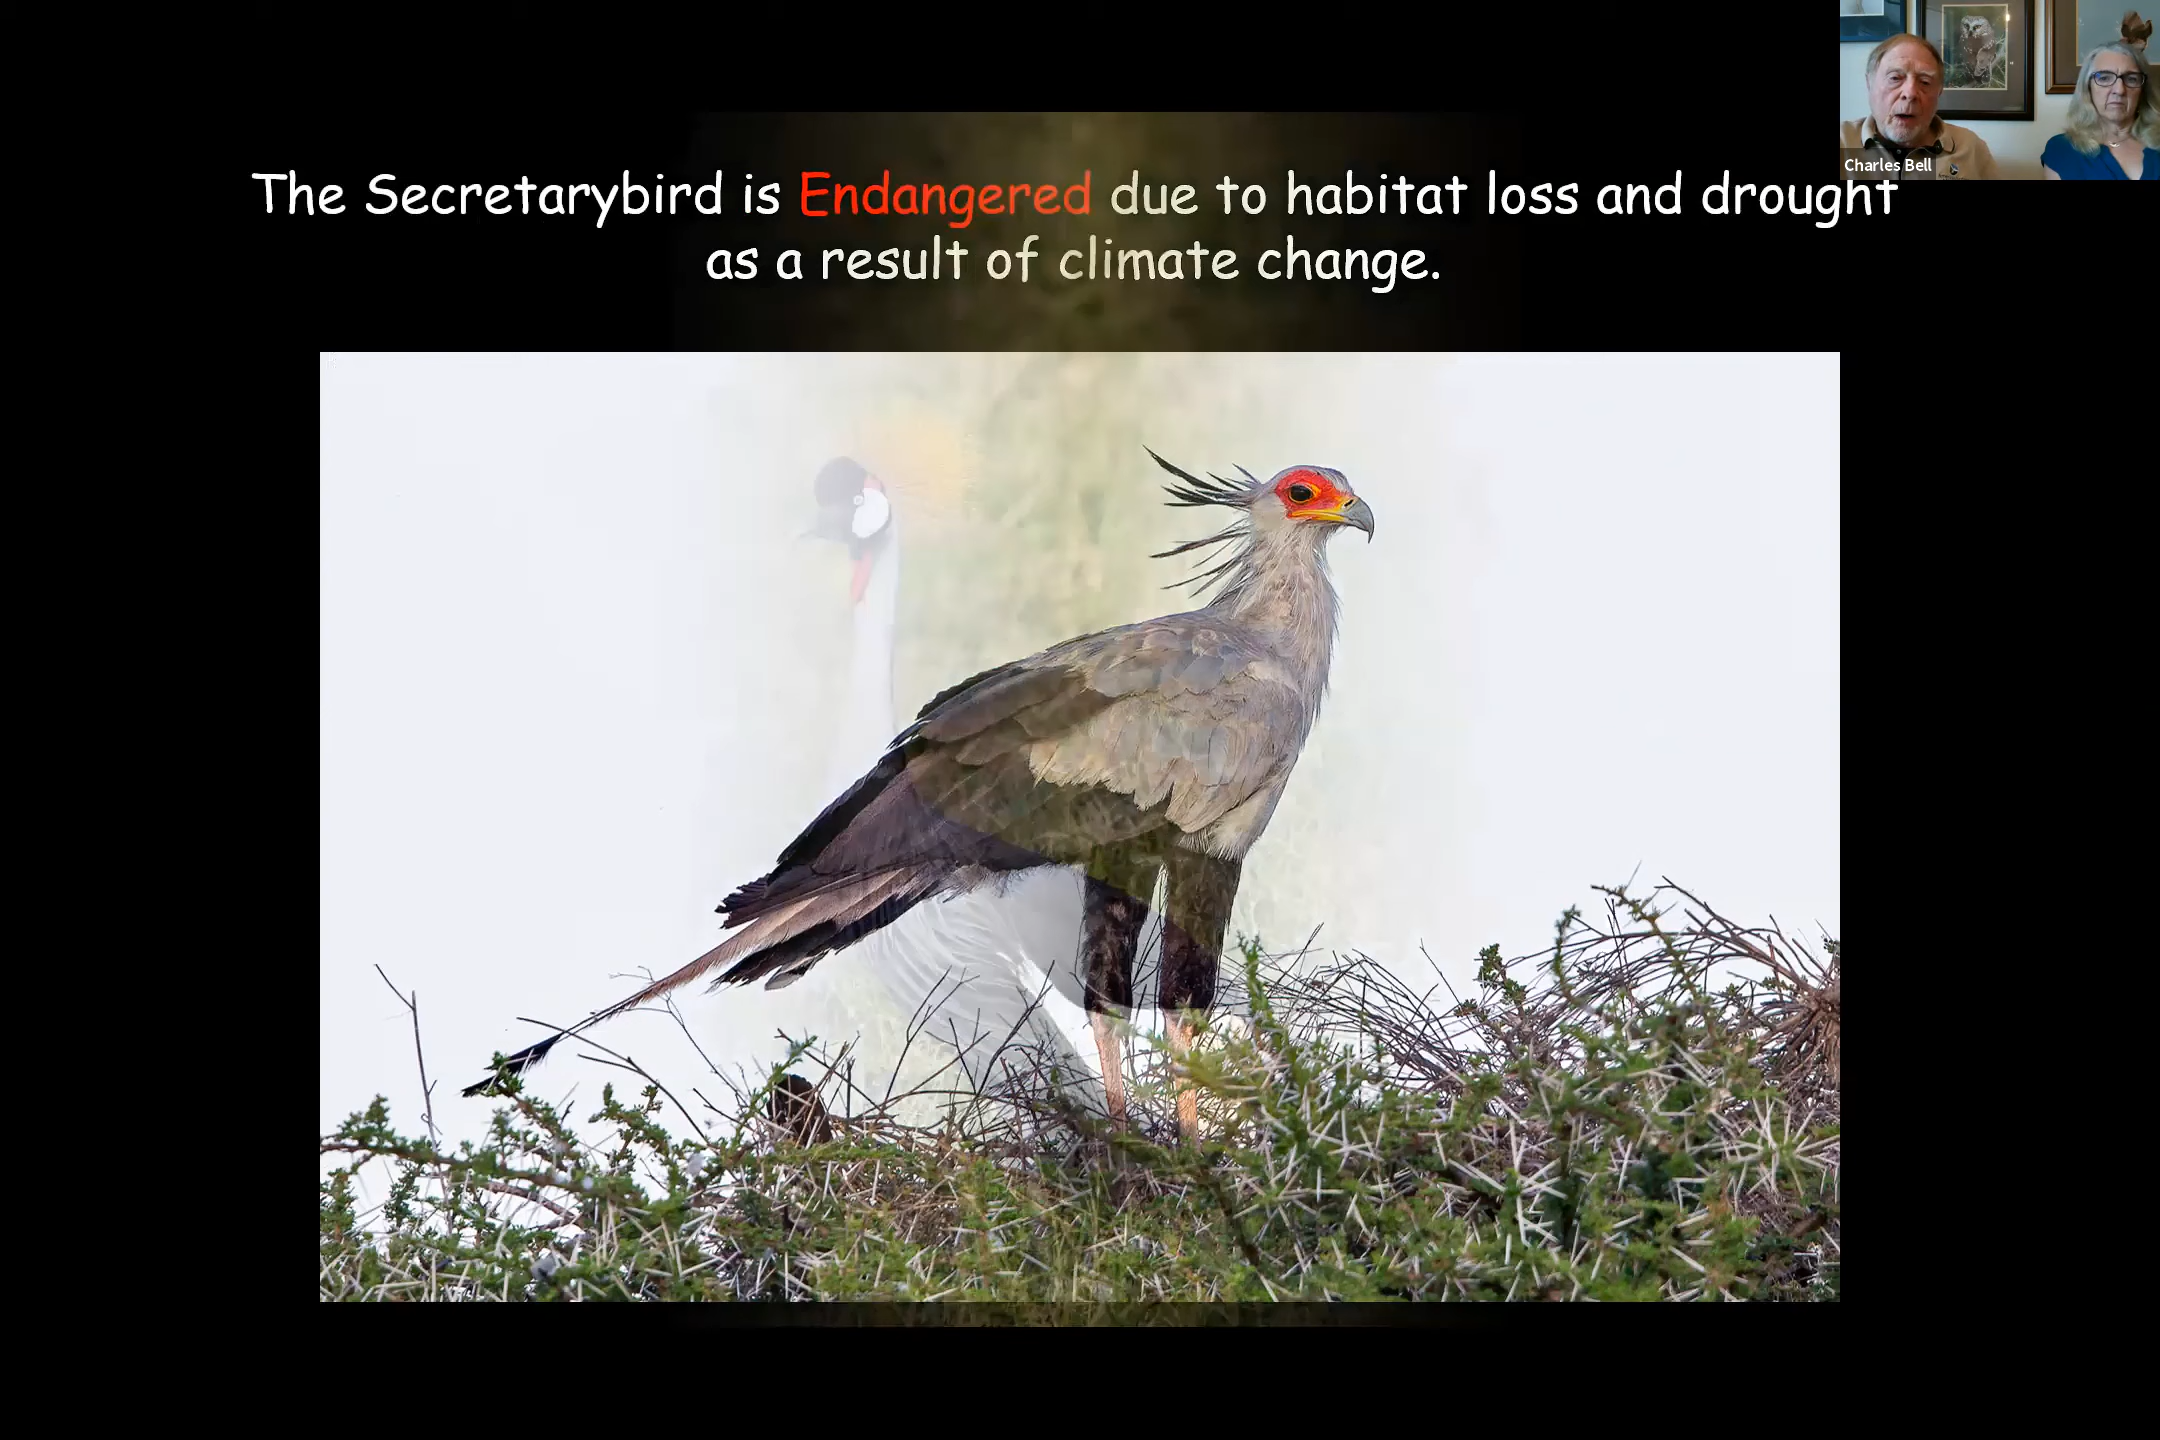 The Secretarybird is Endangered due to habitat loss and drought
as a result of climate change.
Charles Bell